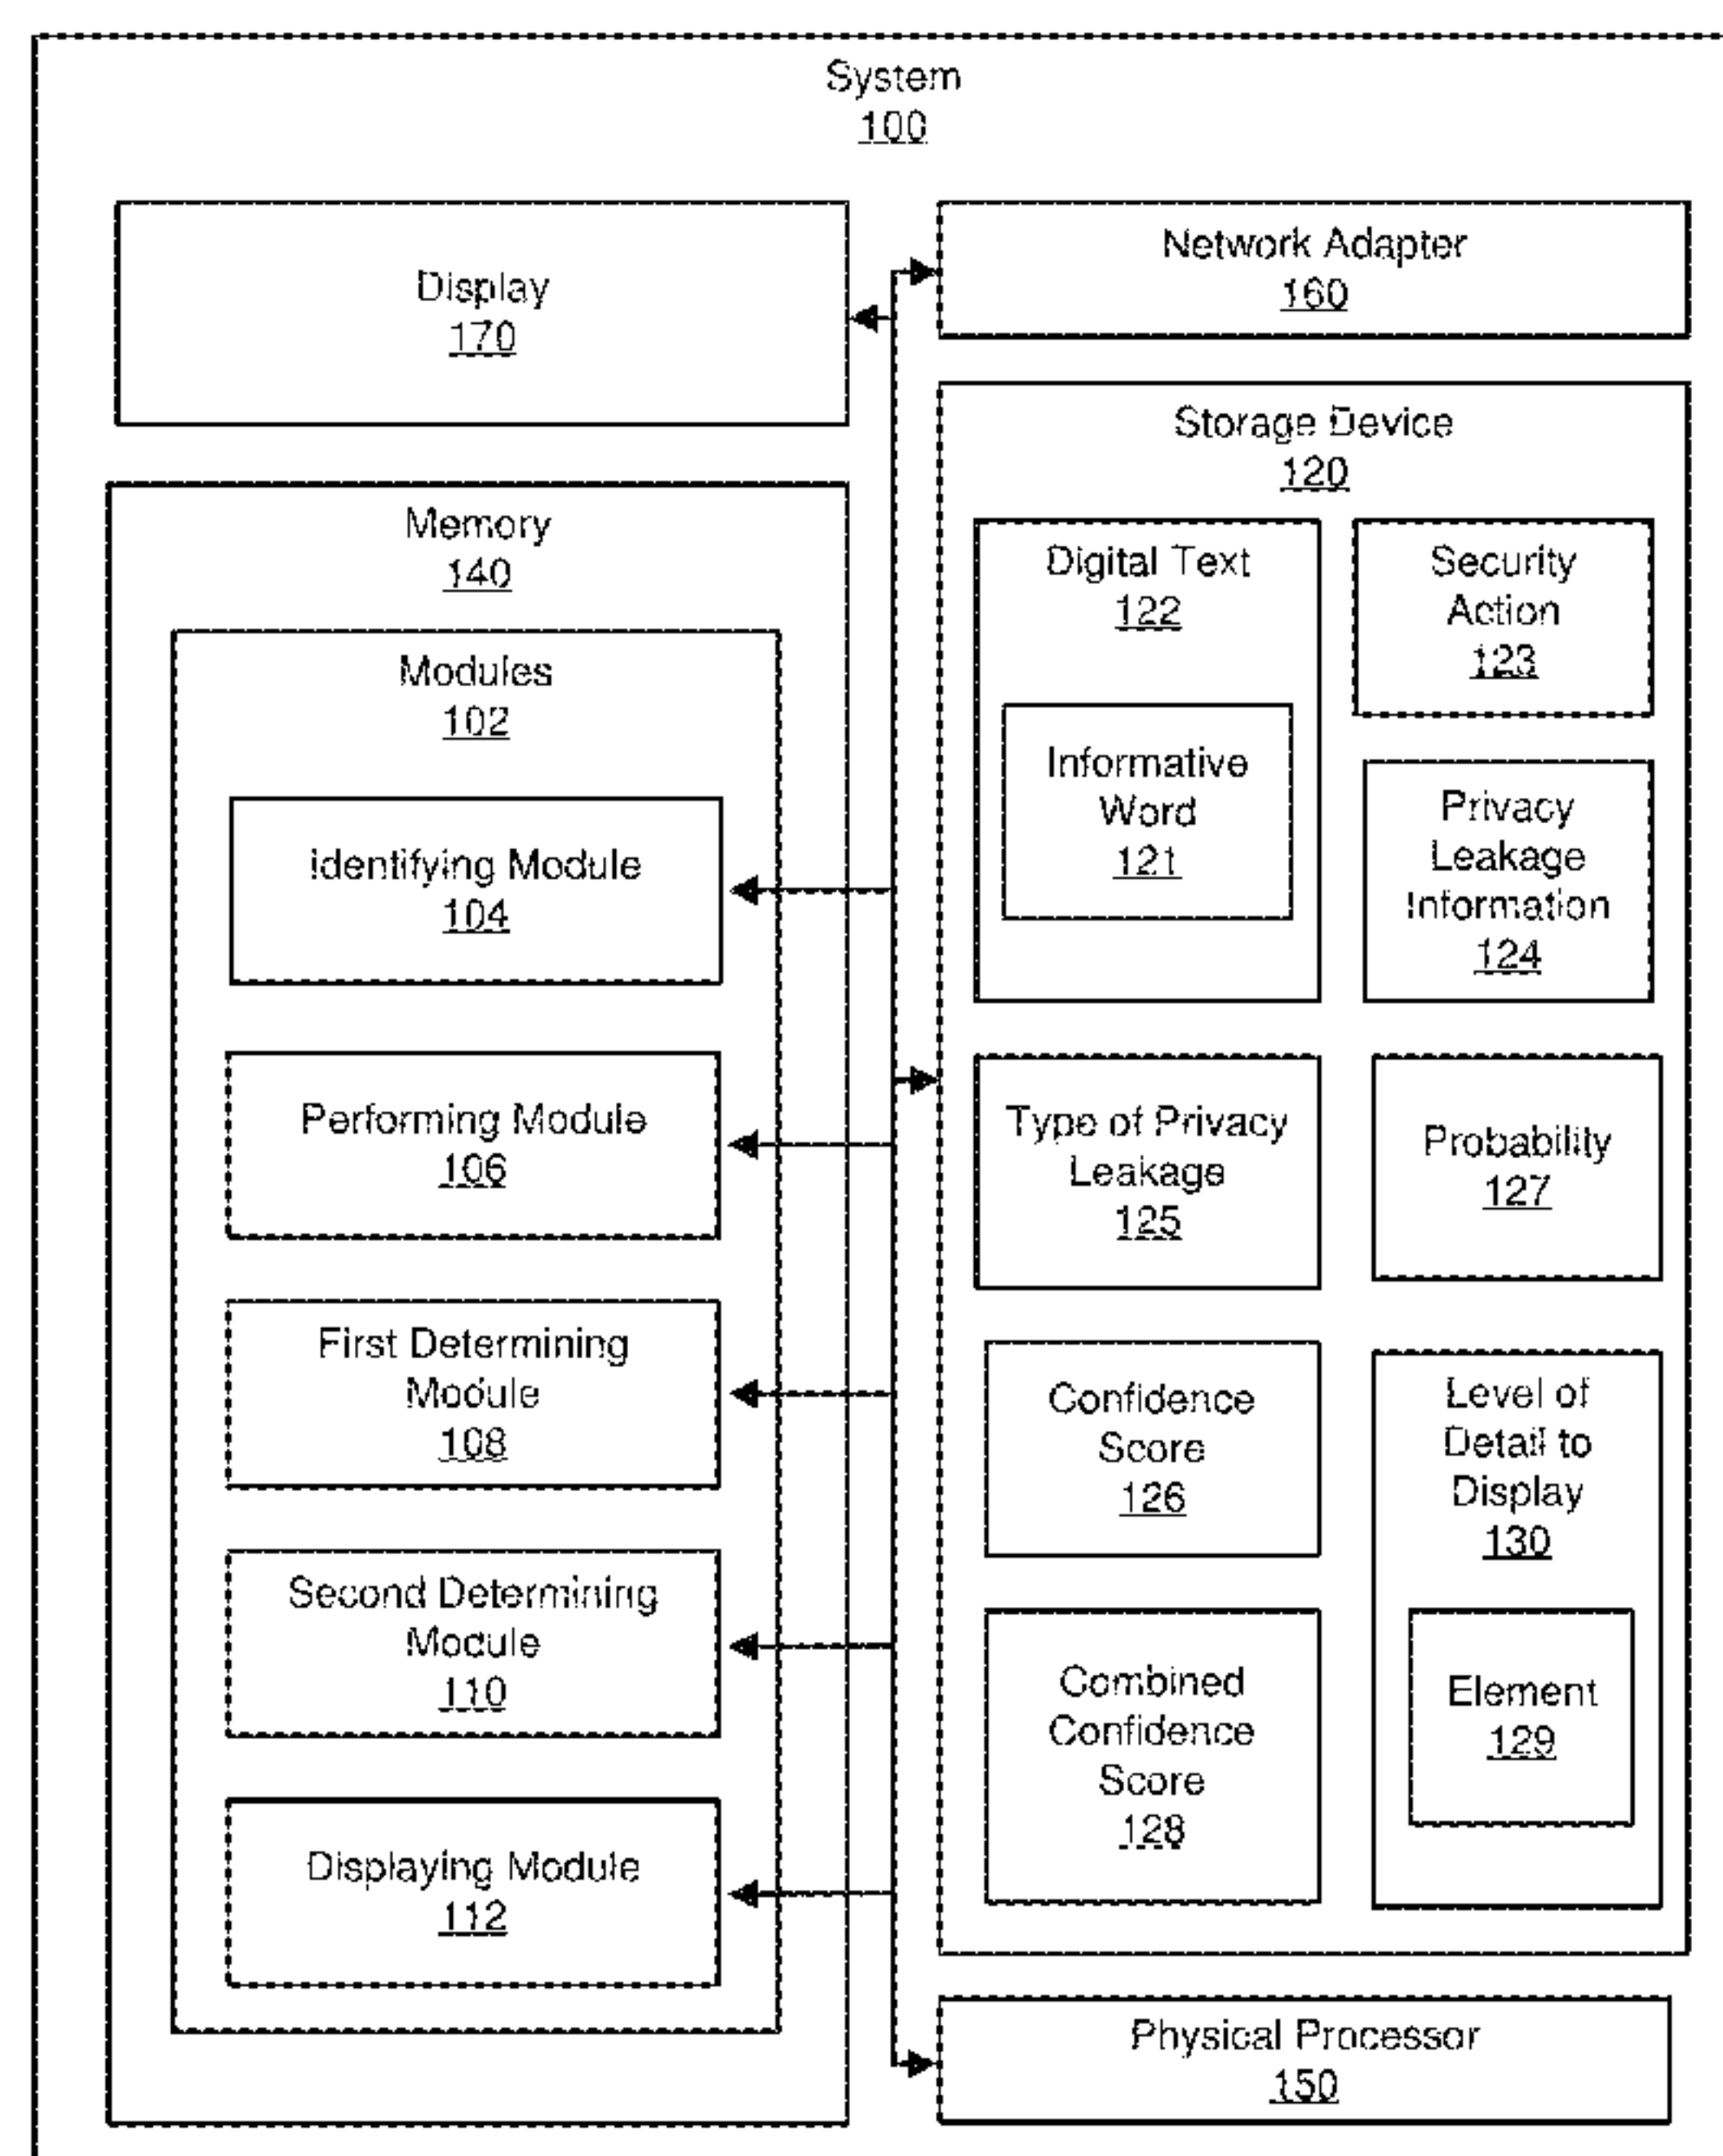 System
100
Display
170
Memory
140
Modules
102
Identifying Module
104
Performing Module
106
First Determining
Module
108
Second Determining
Module
110
Displaying Module
112
Network Adapter
160
Storage Device
120
Digital Text
122
Informative
Word
121
Security
Action
123
Privacy
Leakage
Information
124
Type of Privacy
Leakage
125
Probability
127
Confidence
Score
126
Level of
Detail to
Display
130
Combined
Confidence
Score
128
Element
129
Physical Processor
150